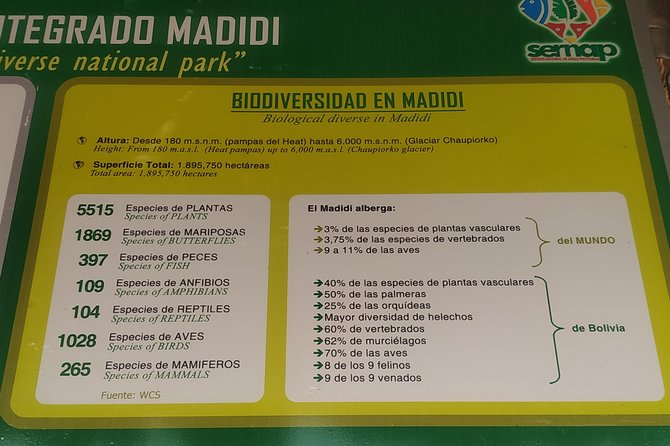 NTEGRADO MADIDI
iverse national park”
semap
BIODIVERSIDAD EN MADIDI
Biological diverse in Madidi
Altura: Desde 180 m.s.n.m. (pampas del Heat) hasta 6,000 m.s.n.m. (Glaciar Chaupiorko)
Height: From 180 m.a.s.l. (Heat pampas) up to 6,000 m.a.s.l. (Chaupiorko glacier)
Superficie Total: 1.895,750 hectáreas
Total area: 1,895,750 hectares
5515 Especies de PLANTAS
Species of PLANTS
1869 Especies de MARIPOSAS
Species of BUTTERFLIES
397 Especies de PECES
Species of FISH
109 Especies de ANFIBIOS
Species of AMPHIBIANS
104 Especies de REPTILES
Species of REPTILES
1028 Especies de AVES
Species of BIRDS
265 Especies de MAMIFEROS
Species of MAMMALS
Fuente: WCS
El Madidi alberga:
➔3% de las especies de plantas vasculares
➔3,75% de las especies de vertebrados
➔9 a 11% de las aves
del MUNDO
➔40% de las especies de plantas vasculares
➔50% de las palmeras
➔25% de las orquídeas
➔Mayor diversidad de helechos
➔60% de vertebrados
➔62% de murciélagos
➔70% de las aves
➔8 de los 9 felinos
➔9 de los 9 venados
de Bolivia